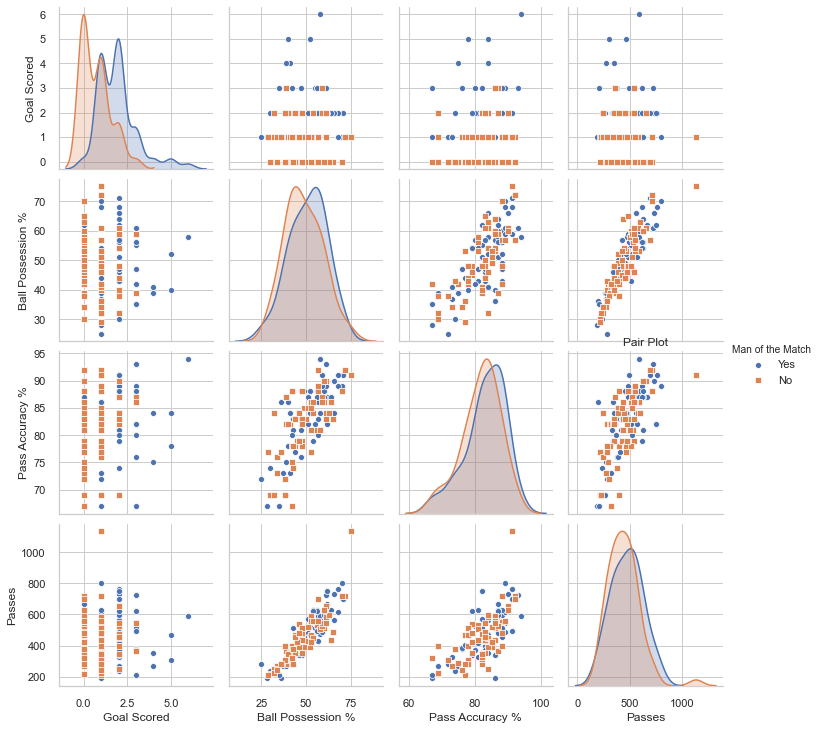 6
5
4
3
2
1
0
Goal Scored
70
60
50
40
30
Ball Possession %
Pair Plot
Man of the Match
Yes
No
95
90
85
80
75
70
Pass Accuracy %
1000
800
600
400
200
Passes
0.0 2.5 5.0
Goal Scored
25 50 75
Ball Possession %
60 80 100
Pass Accuracy %
0 500 1000
Passes